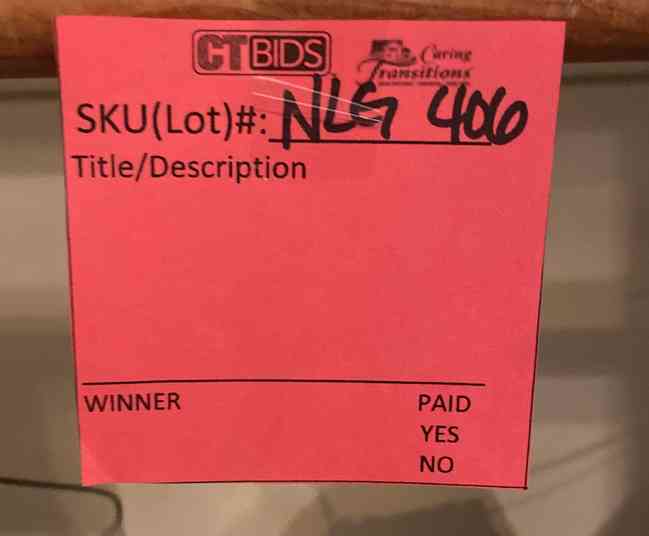 CTBIDS
Caring
Transitions
SKU(Lot)#: NLG 406
Title/Description
WINNER PAID
YES
NO